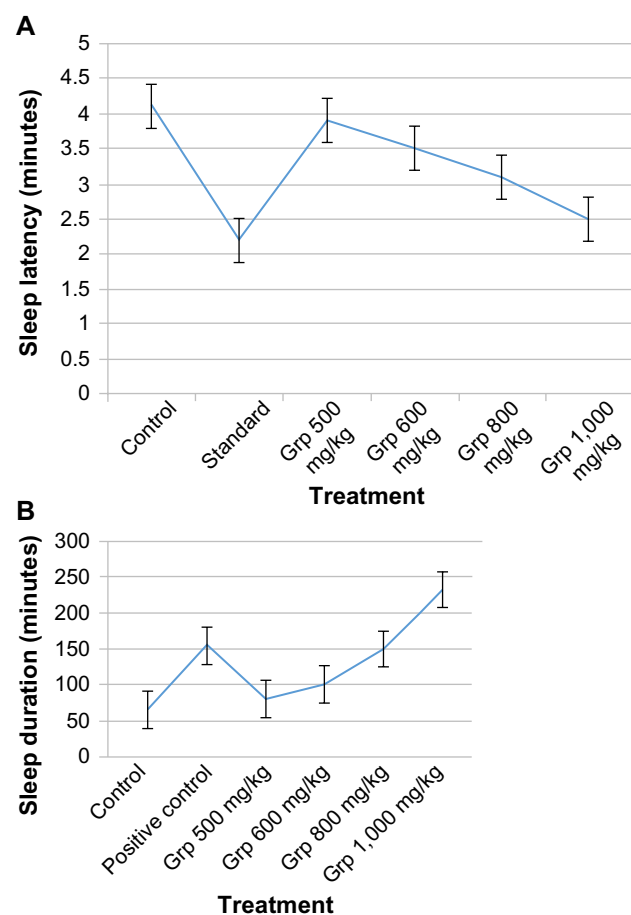 A
Sleep latency (minutes)
5
4.5
4
3.5
3
2.5
2
1.5
1
0.5
0
Control
Standard
Grp 500
mg/kg
Grp 600
mg/kg
Grp 800
mg/kg
Grp 1,000
mg/kg
Treatment
B
Sleep duration (minutes)
300
250
200
150
100
50
0
Control
Positive control
Grp 500 mg/kg
Grp 600 mg/kg
Grp 800 mg/kg
Grp 1,000 mg/kg
Treatment